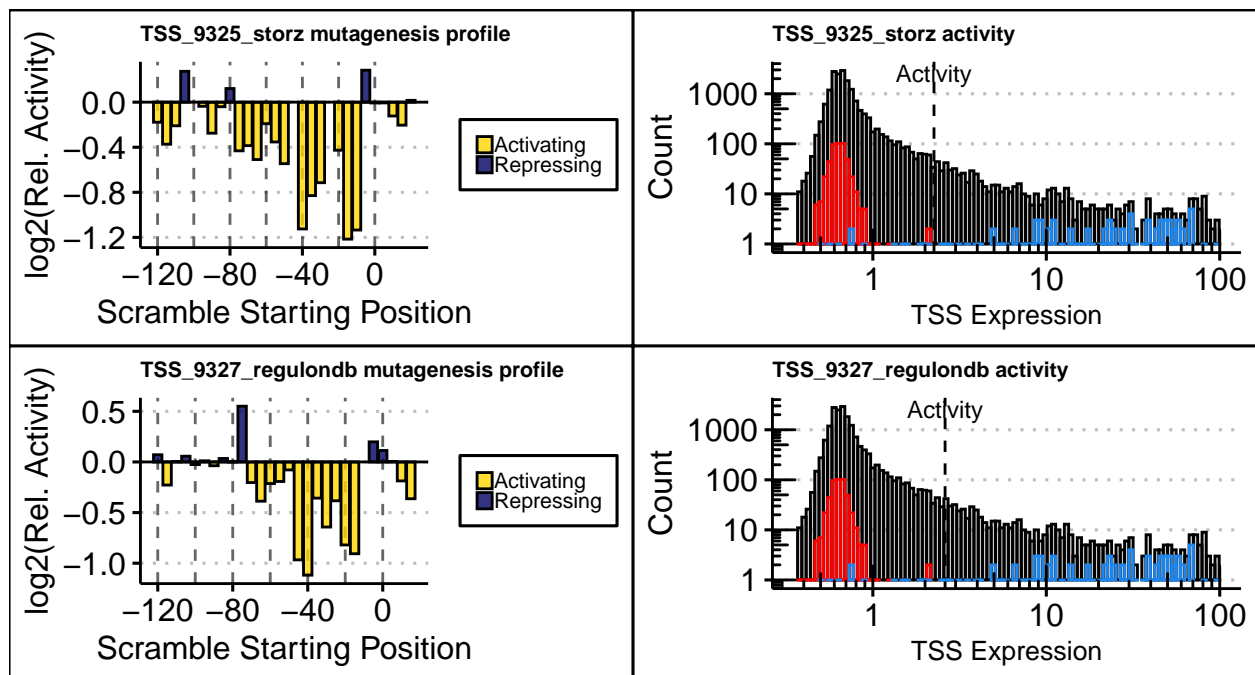 TSS_9325_storz mutagenesis profile
log2(Rel. Activity)
0.0
−0.4
−0.8
−1.2
−120
−80
−40
0
Scramble Starting Position
Activating
Repressing
TSS_9325_storz activity
Activity
Count
1000
100
10
1
1
10
100
TSS Expression
TSS_9327_regulondb mutagenesis profile
log2(Rel. Activity)
0.5
0.0
−0.5
−1.0
−120
−80
−40
0
Scramble Starting Position
Activating
Repressing
TSS_9327_regulondb activity
Activity
Count
1000
100
10
1
1
10
100
TSS Expression